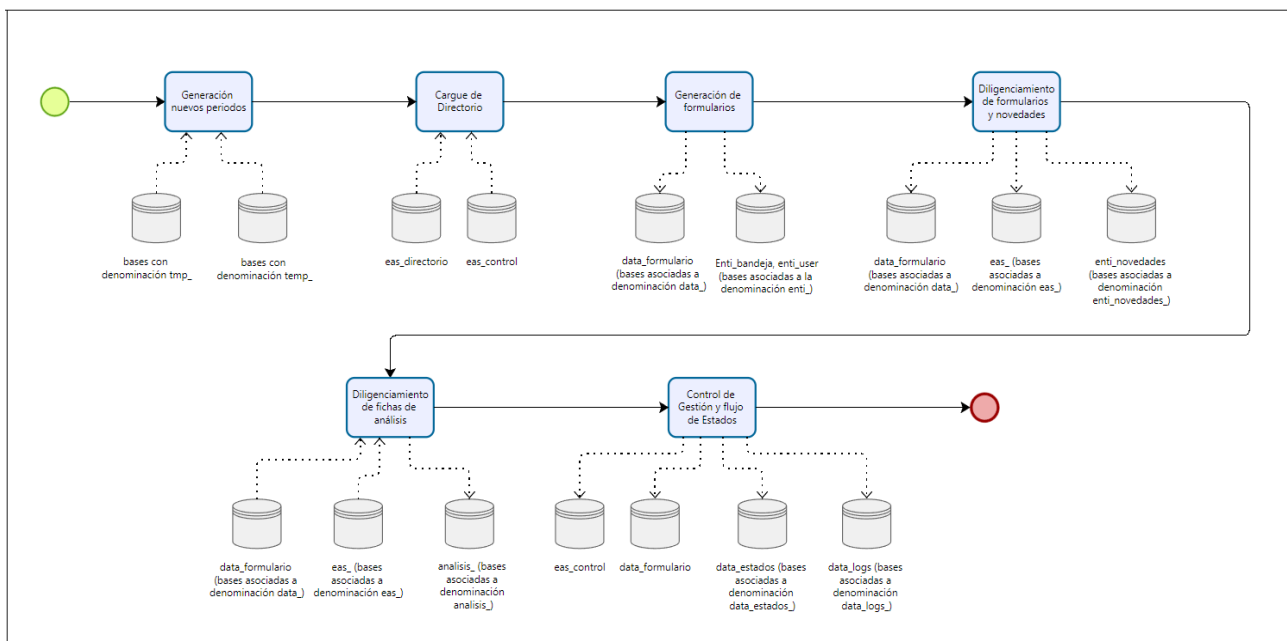 Generación
nuevos periodos
Cargue de
Directorio
Generación de
formularios
Diligenciamiento
de formularios
y novedades
bases con
denominación tmp_
bases con
denominación temp_
eas_directorio
eas_control
data_formulario
(bases asociadas a
denominación data_)
Enti_bandeja, enti_user
(bases asociadas a la
denominación enti_)
data_formulario
(bases asociadas a
denominación data_)
eas_ (bases
asociadas a
denominación eas_)
enti_novedades
(bases asociadas a
denominación
enti_novedades_)
Diligenciamiento
de fichas de
análisis
Control de
Gestión y flujo
de Estados
data_formulario
(bases asociadas a
denominación data_)
eas_ (bases
asociadas a
denominación eas_)
analisis_ (bases
asociadas a
denominación
analisis_)
eas_control
data_formulario
data_estados (bases
asociadas a
denominación
data_estados_)
data_logs (bases
asociadas a
denominación
data_logs_)